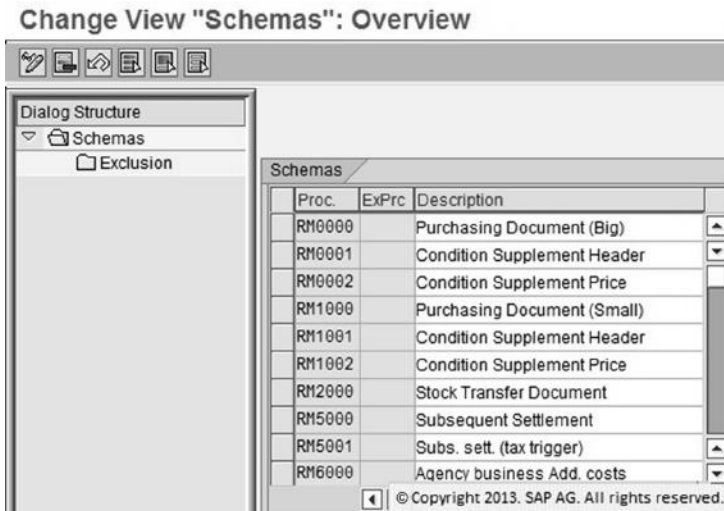 Change View "Schemas": Overview
Dialog Structure
Schemas
Exclusion
Schemas
Proc. ExPrc Description
RM0000 Purchasing Document (Big)
RM0001 Condition Supplement Header
RM0002 Condition Supplement Price
RM1000 Purchasing Document (Small)
RM1001 Condition Supplement Header
RM1002 Condition Supplement Price
RM2000 Stock Transfer Document
RM5000 Subsequent Settlement
RM5001 Subs. sett. (tax trigger)
RM6000 Agency business Add. costs
© Copyright 2013. SAP AG. All rights reserved.